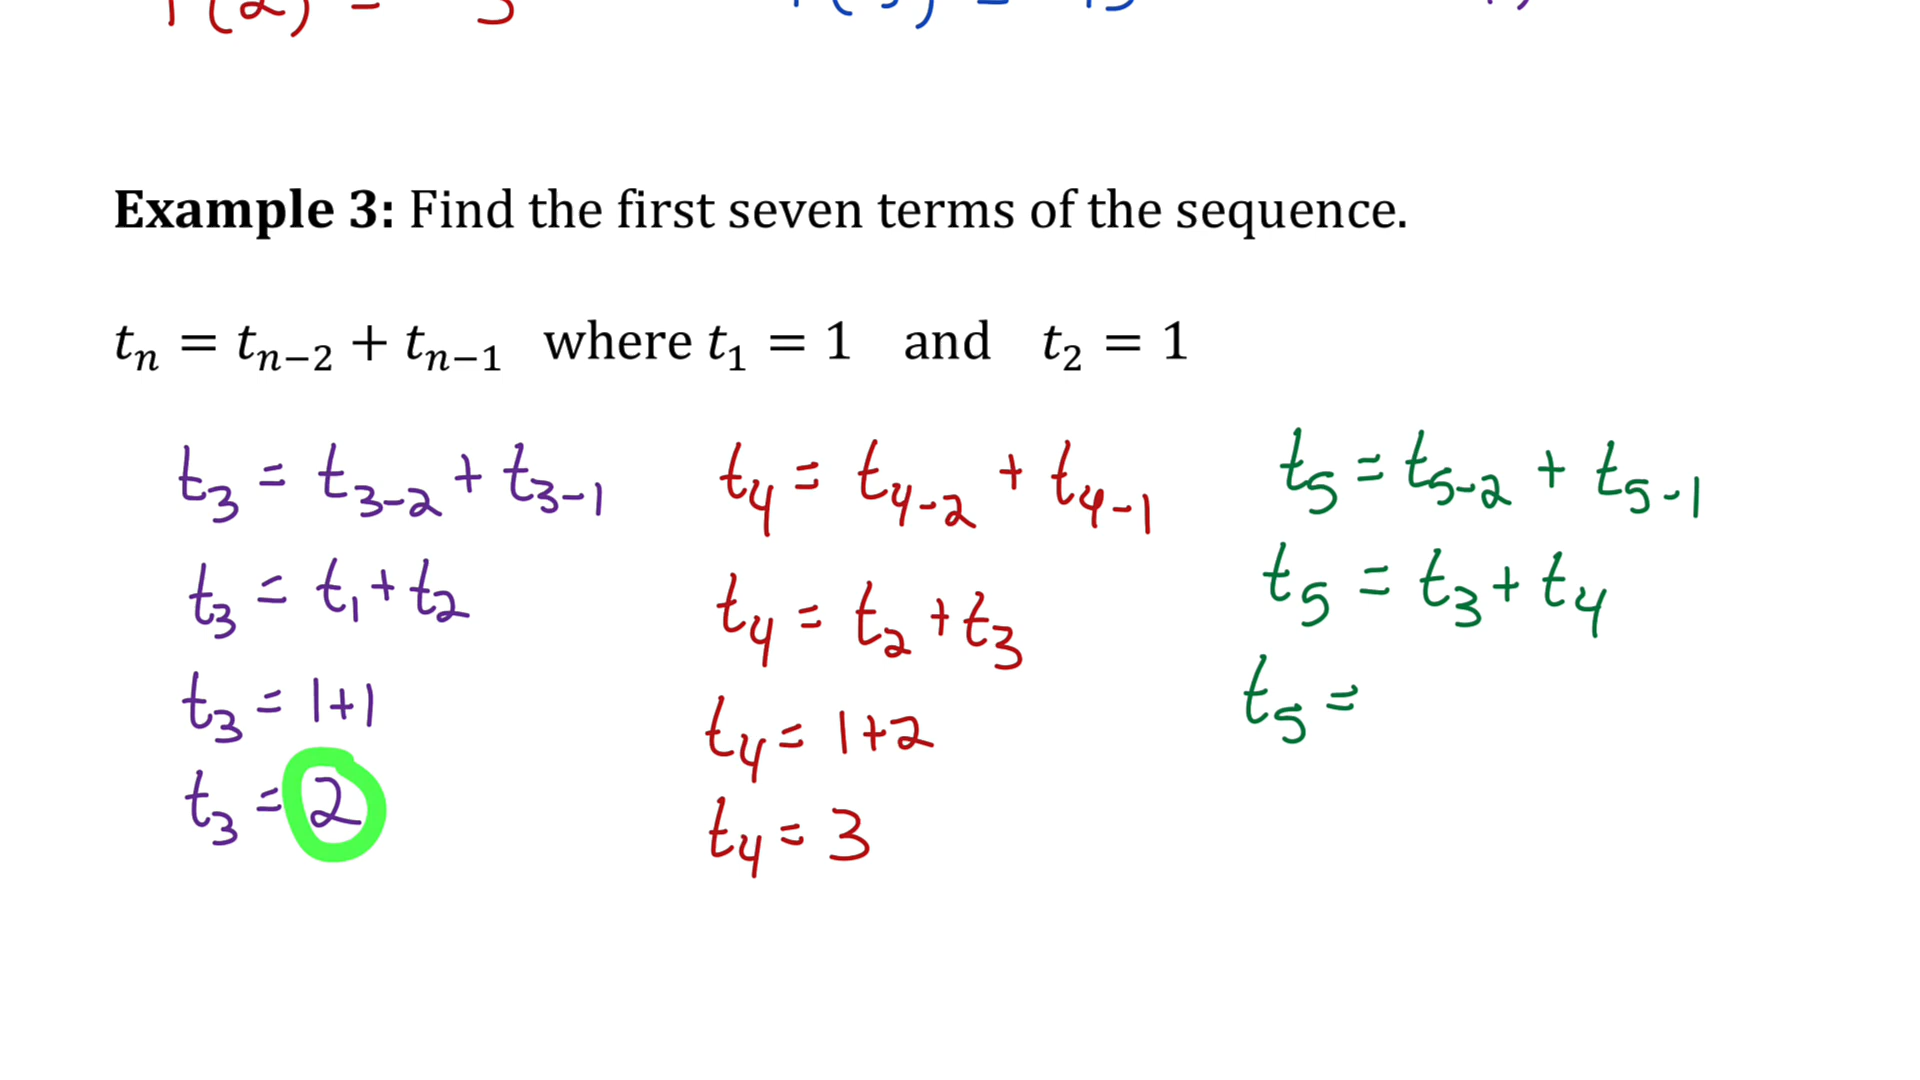 Example 3: Find the first seven terms of the sequence.
tₙ = tₙ₋₂ + tₙ₋₁ where t₁ = 1 and t₂ = 1
t₃ = t₃₋₂ + t₃₋₁
t₃ = t₁ + t₂
t₃ = 1+1
t₃ = 2
t₄ = t₄₋₂ + t₄₋₁
t₄ = t₂ + t₃
t₄ = 1+2
t₄ = 3
t₅ = t₅₋₂ + t₅₋₁
t₅ = t₃ + t₄
t₅ =